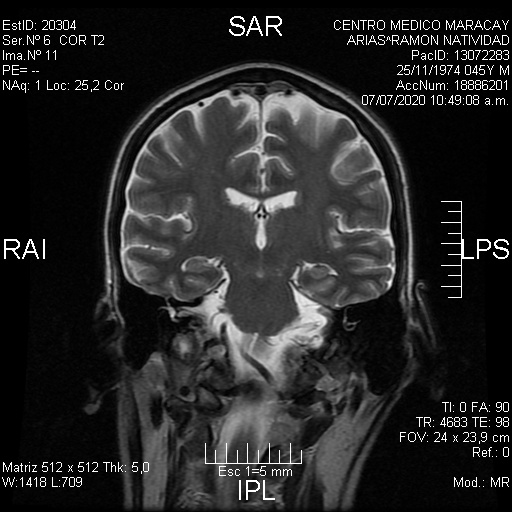 EstID: 20304
Ser.Nº 6 COR T2
Ima.Nº 11
PE= --
NAq: 1 Loc: 25,2 Cor
SAR
CENTRO MEDICO MARACAY
ARIAS^RAMON NATIVIDAD
PacID: 13072283
25/11/1974 045Y M
AccNum: 18886201
07/07/2020 10:49:08 a.m.
RAI
LPS
TI: 0 FA: 90
TR: 4683 TE: 98
FOV: 24 x 23,9 cm
Ref.: 0
Matriz 512 x 512 Thk: 5,0
W:1418 L:709
Esc 1=5 mm
IPL
Mod.: MR